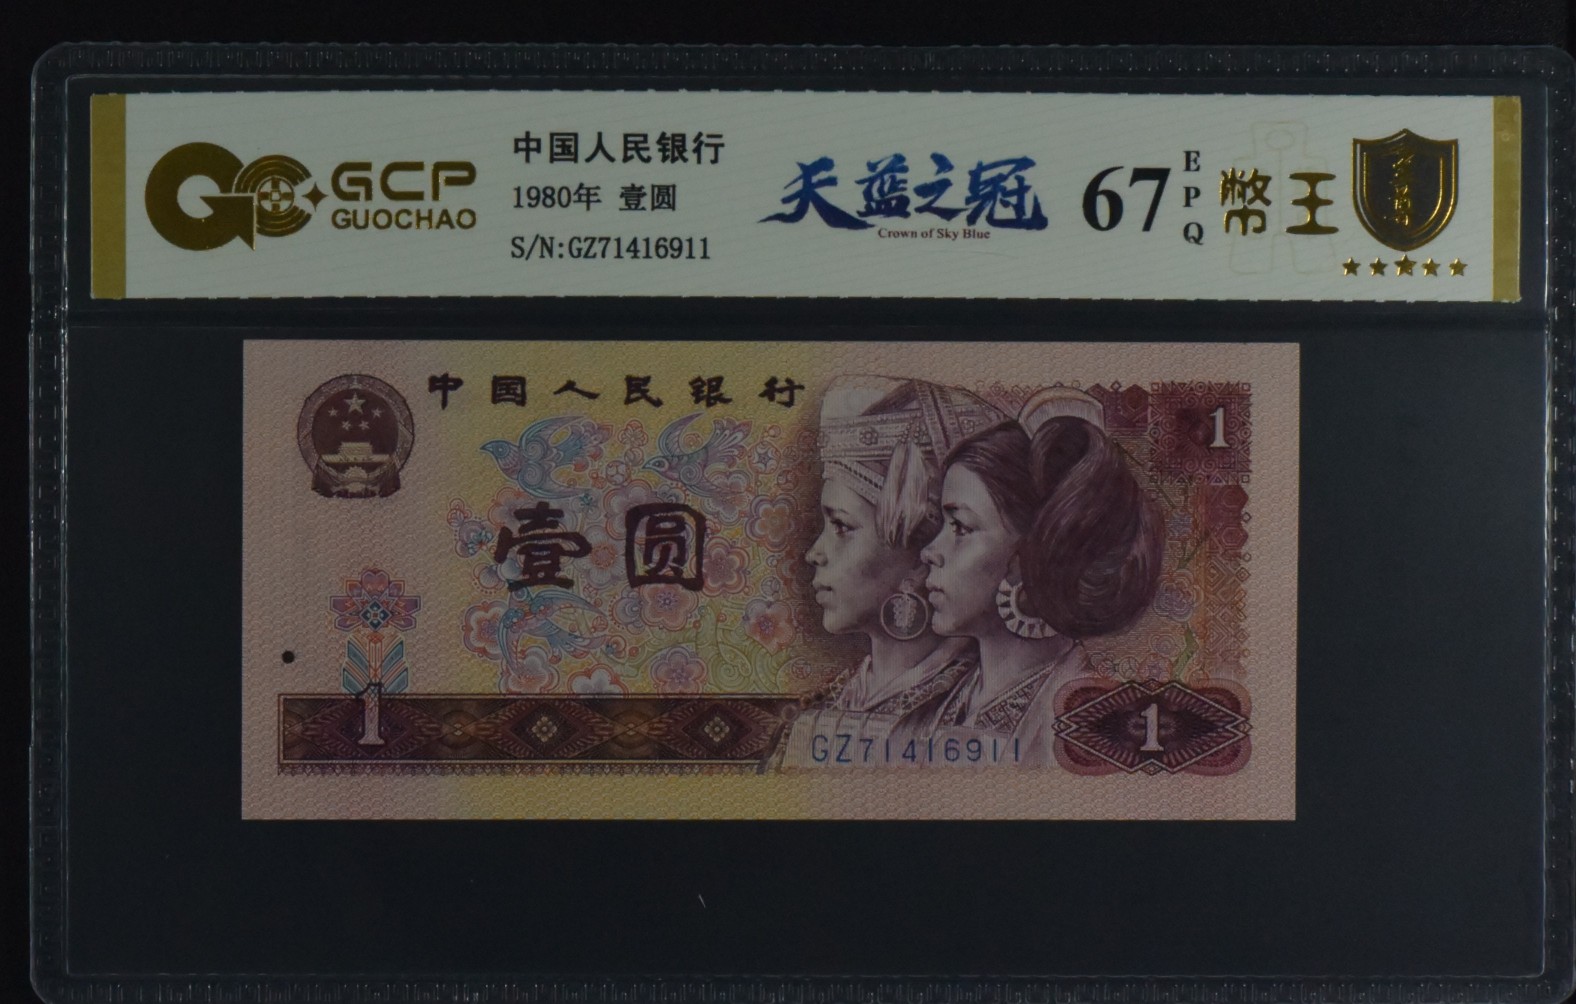 GCP
GUOCHAO
中国人民银行
1980年 壹圆
S/N:GZ71416911
天蓝之冠
Crown of Sky Blue
67
EPQ
幣王
中国人民银行
1
壹圆
1
GZ71416911
1